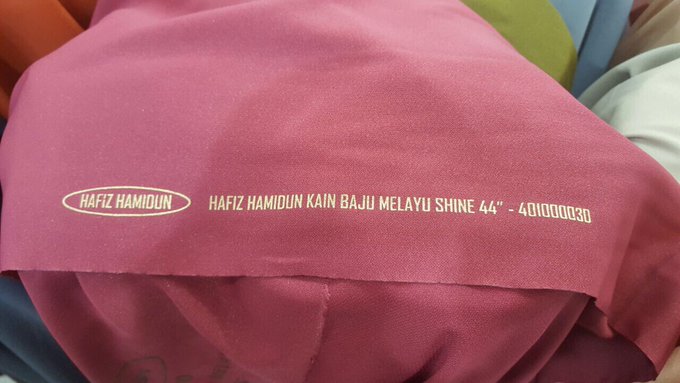 HAFIZ HAMIDUN HAFIZ HAMIDUN KAIN BAJU MELAYU SHINE 44" - 401000030